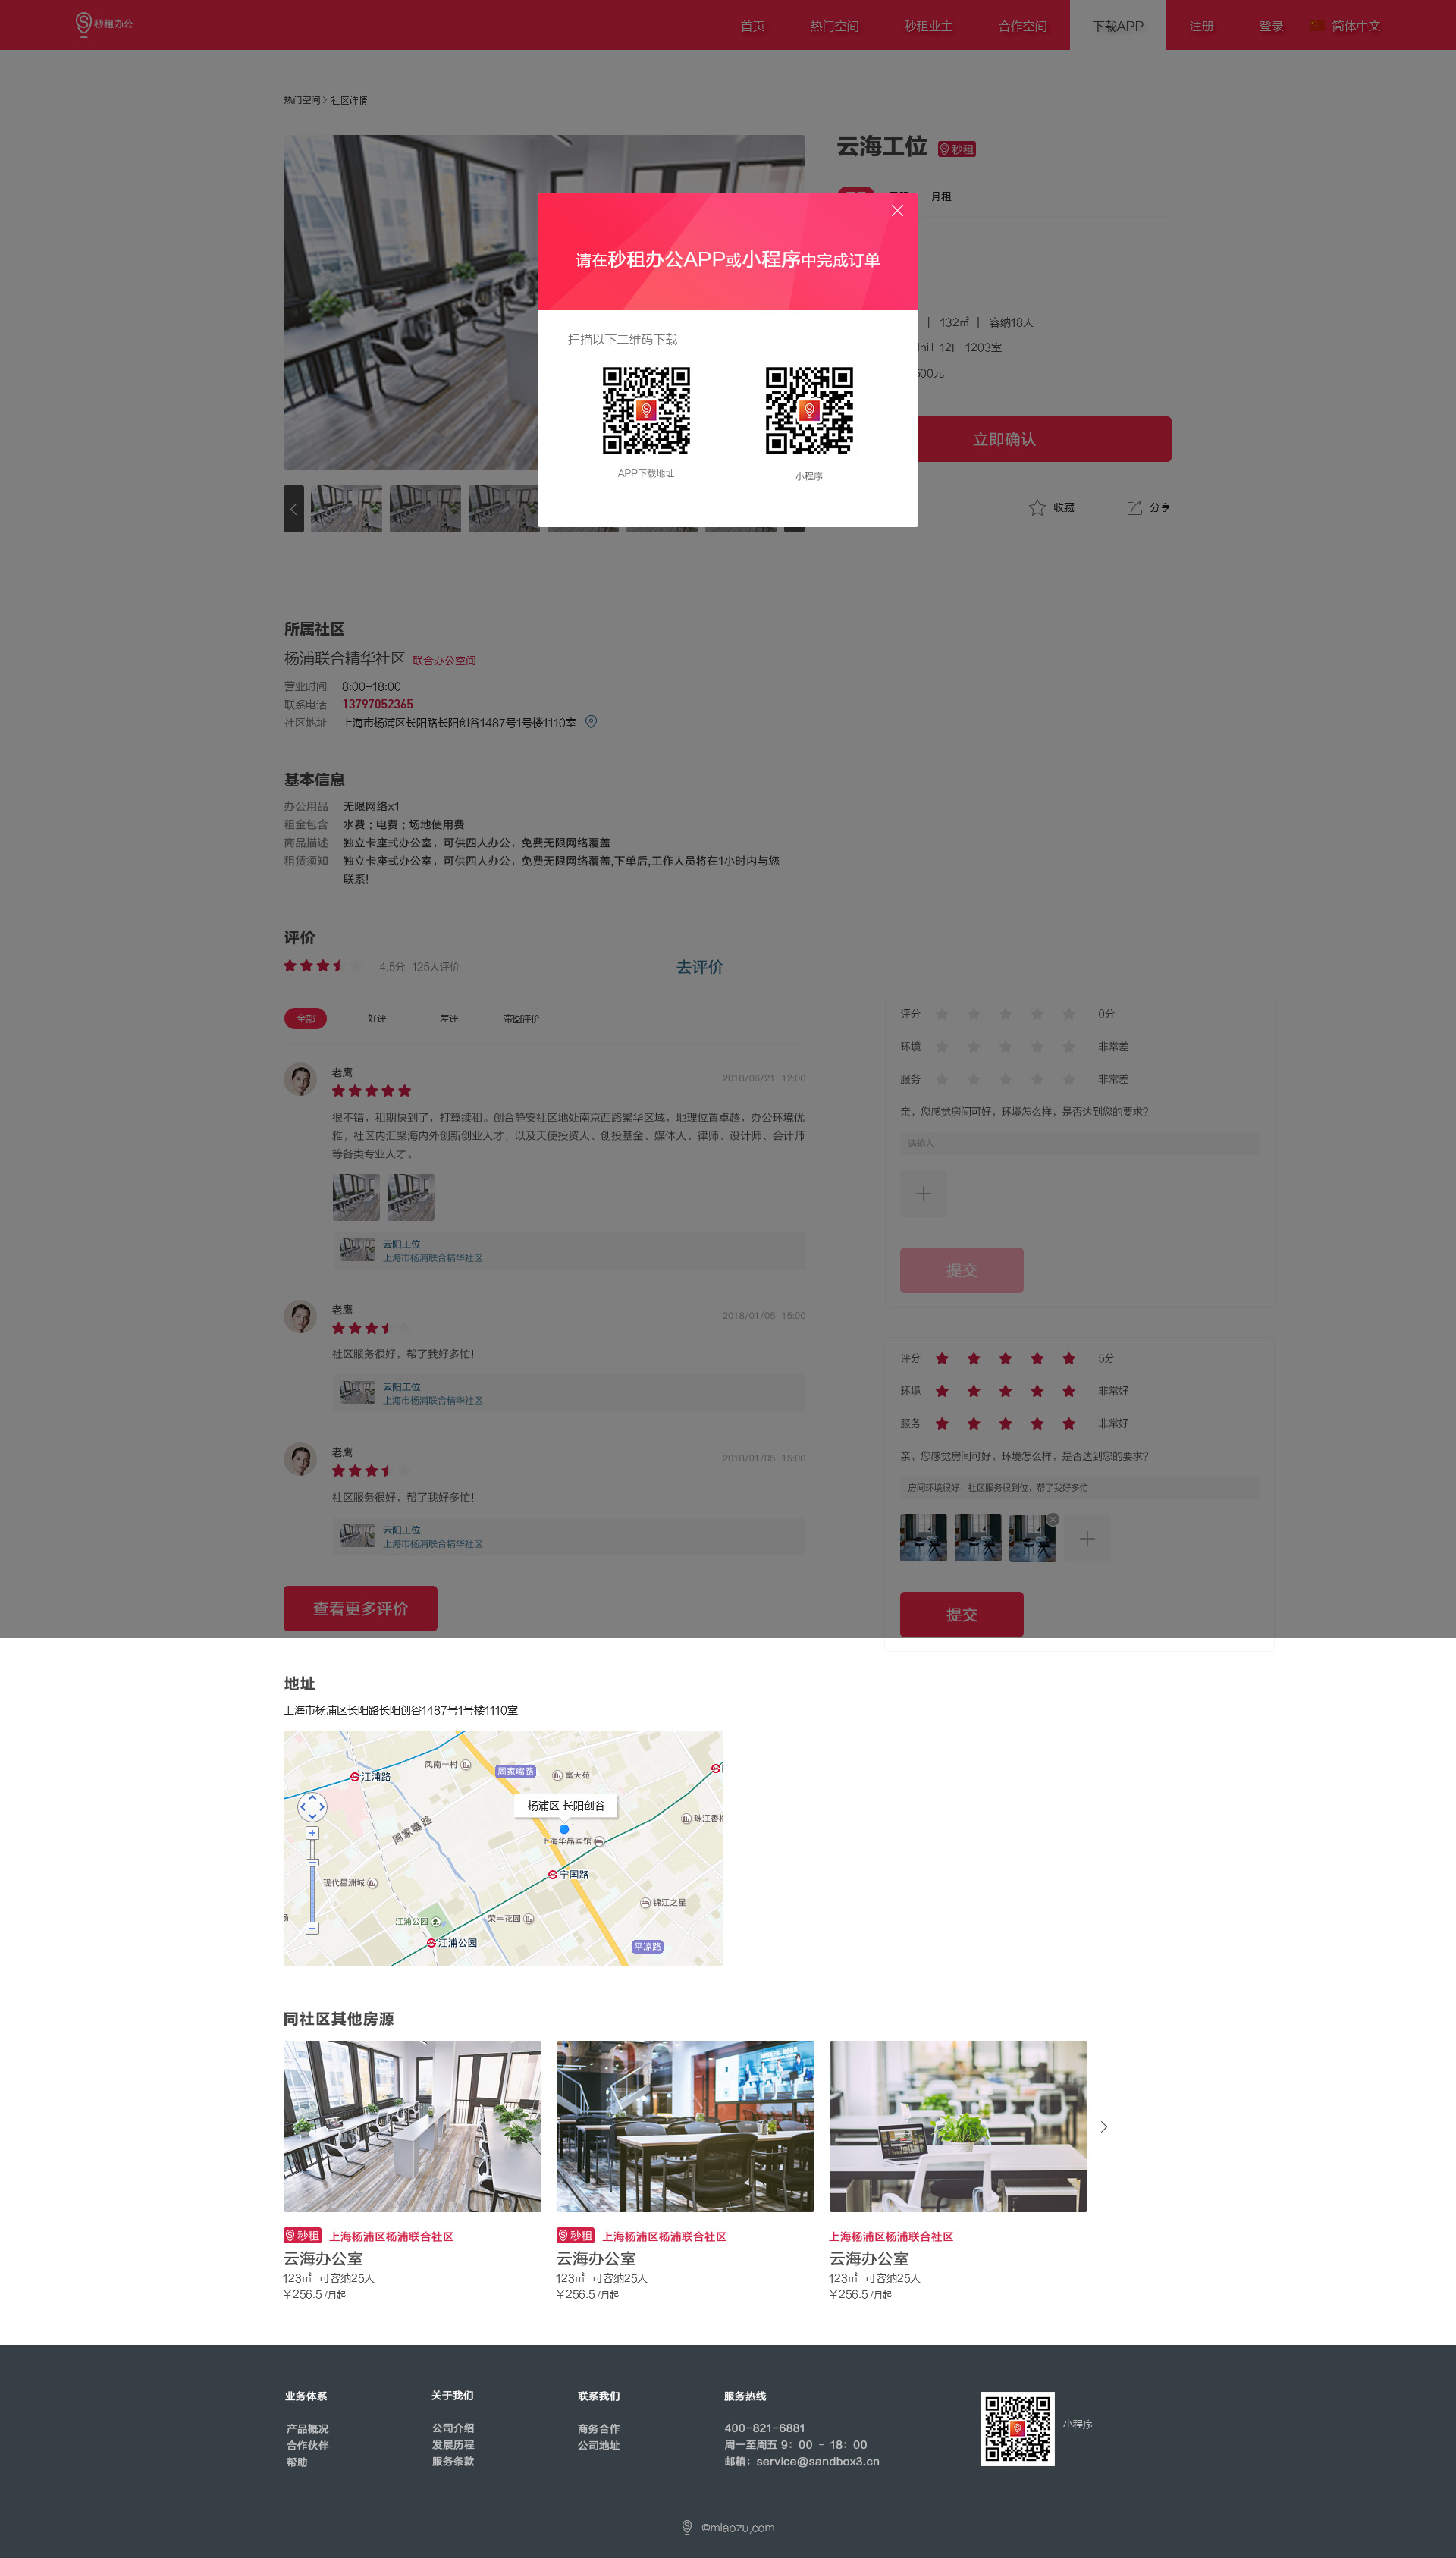 秒租办公
首页
热门空间
秒租业主
合作空间
下载APP
注册
登录
简体中文
热门空间 > 社区详情
云海工位
秒租
月租
请在秒租办公APP或小程序中完成订单
扫描以下二维码下载
APP下载地址
小程序
| 132㎡ | 容纳18人
hill 12F 1203室
00元
立即确认
收藏
分享
所属社区
杨浦联合精华社区 联合办公空间
营业时间 8:00-18:00
联系电话 13797052365
社区地址 上海市杨浦区长阳路长阳创谷1487号1号楼1110室
基本信息
办公用品 无限网络x1
租金包含 水费；电费；场地使用费
商品描述 独立卡座式办公室，可供四人办公，免费无限网络覆盖
租赁须知 独立卡座式办公室，可供四人办公，免费无限网络覆盖,下单后,工作人员将在1小时内与您
联系!
评价
4.5分 125人评价
去评价
全部
好评
差评
带图评价
老鹰
2018/06/21 12:00
很不错，租期快到了，打算续租。创合静安社区地处南京西路繁华区域，地理位置卓越，办公环境优
雅，社区内汇聚海内外创新创业人才，以及天使投资人、创投基金、媒体人、律师、设计师、会计师
等各类专业人才。
云阳工位
上海市杨浦联合精华社区
老鹰
2018/01/05 15:00
社区服务很好，帮了我好多忙！
云阳工位
上海市杨浦联合精华社区
老鹰
2018/01/05 15:00
社区服务很好，帮了我好多忙！
云阳工位
上海市杨浦联合精华社区
查看更多评价
评分 0分
环境 非常差
服务 非常差
亲，您感觉房间可好，环境怎么样，是否达到您的要求？
请输入
提交
评分 5分
环境 非常好
服务 非常好
亲，您感觉房间可好，环境怎么样，是否达到您的要求？
房间环境很好，社区服务很到位，帮了我好多忙！
提交
地址
上海市杨浦区长阳路长阳创谷1487号1号楼1110室
凤南一村
周家嘴路
富天苑
江浦路
杨浦区 长阳创谷
珠江香樟
周家嘴路
上海华晶宾馆
宁国路
现代星洲城
锦江之星
江浦公园
荣丰花园
江浦公园
平凉路
同社区其他房源
秒租 上海杨浦区杨浦联合社区
云海办公室
123㎡ 可容纳25人
￥256.5 /月起
秒租 上海杨浦区杨浦联合社区
云海办公室
123㎡ 可容纳25人
￥256.5 /月起
上海杨浦区杨浦联合社区
云海办公室
123㎡ 可容纳25人
￥256.5 /月起
业务体系
产品概况
合作伙伴
帮助
关于我们
公司介绍
发展历程
服务条款
联系我们
商务合作
公司地址
服务热线
400-821-6881
周一至周五 9：00 - 18：00
邮箱：service@sandbox3.cn
小程序
©miaozu,com